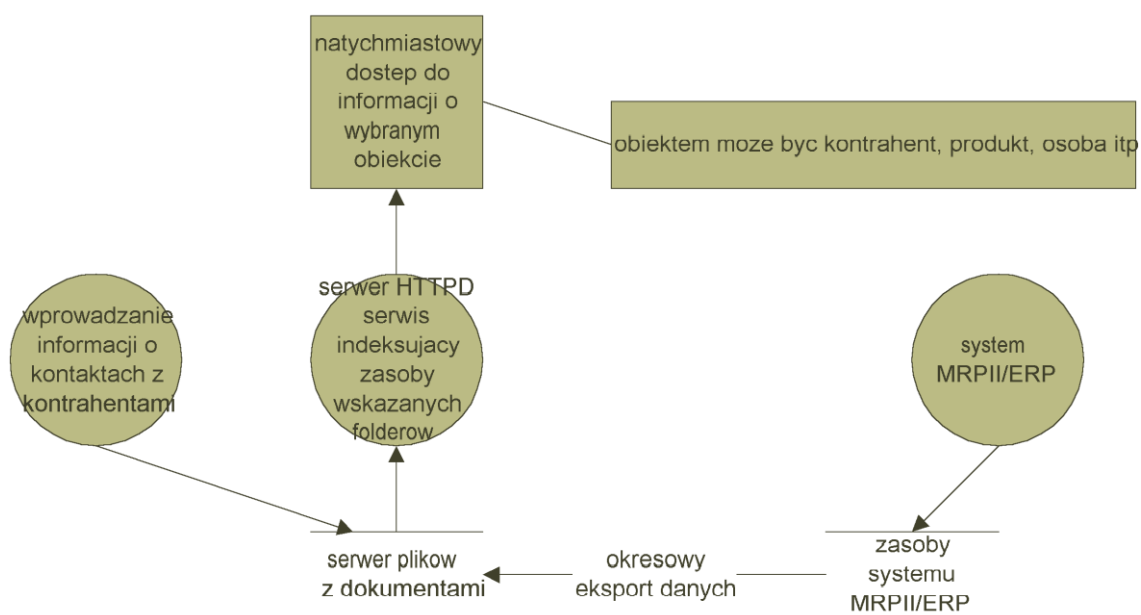 natychmiastowy
dostep do
informacji o
wybranym
obiekcie
obiektem moze byc kontrahent, produkt, osoba itp
wprowadzanie
informacji o
kontaktach z
kontrahentami
serwer HTTPD
serwis
indeksujacy
zasoby
wskazanych
folderow
system
MRPII/ERP
serwer plikow
z dokumentami
okresowy
eksport danych
zasoby
systemu
MRPII/ERP